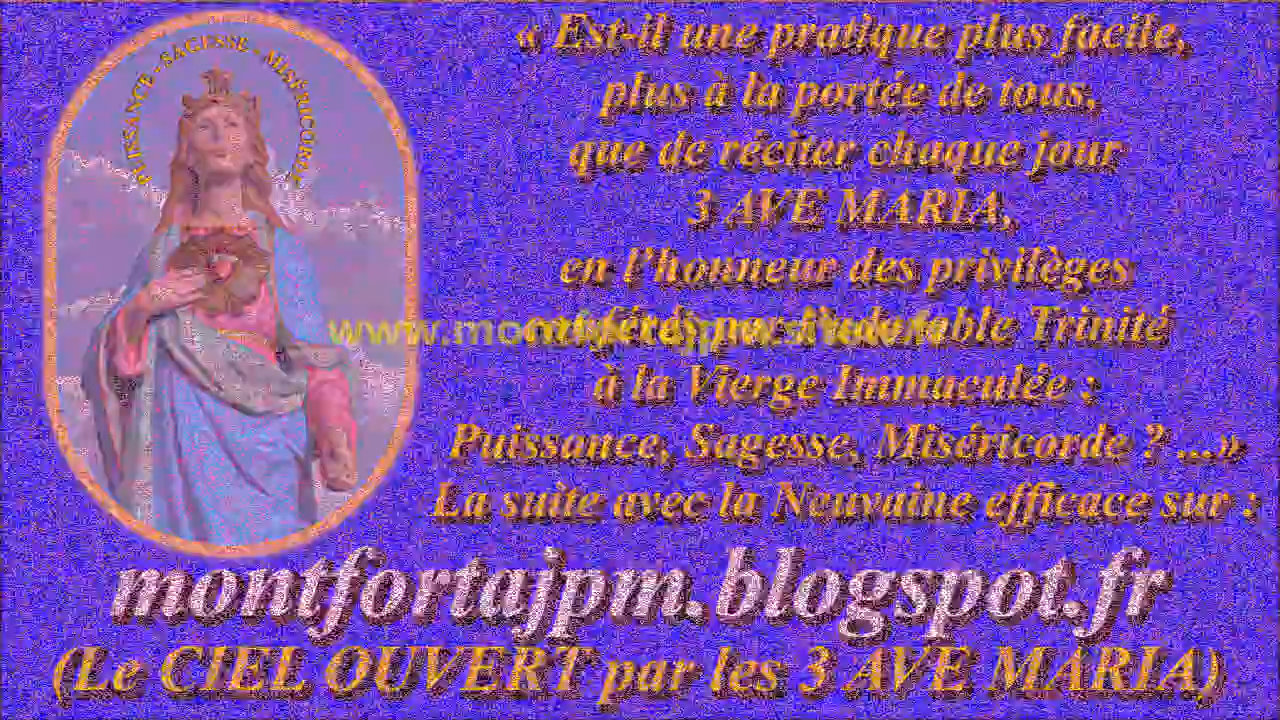 PUISSANCE - SAGESSE - MISÉRICORDE
« Est-il une pratique plus facile,
plus à la portée de tous,
que de réciter chaque jour
3 AVE MARIA,
en l'honneur des privilèges
par l'adorable Trinité
à la Vierge Immaculée :
Puissance, Sagesse, Miséricorde ? ...»
La suite avec la Neuvaine efficace sur :
montfortajpm.blogspot.fr
(Le CIEL OUVERT par les 3 AVE MARIA)